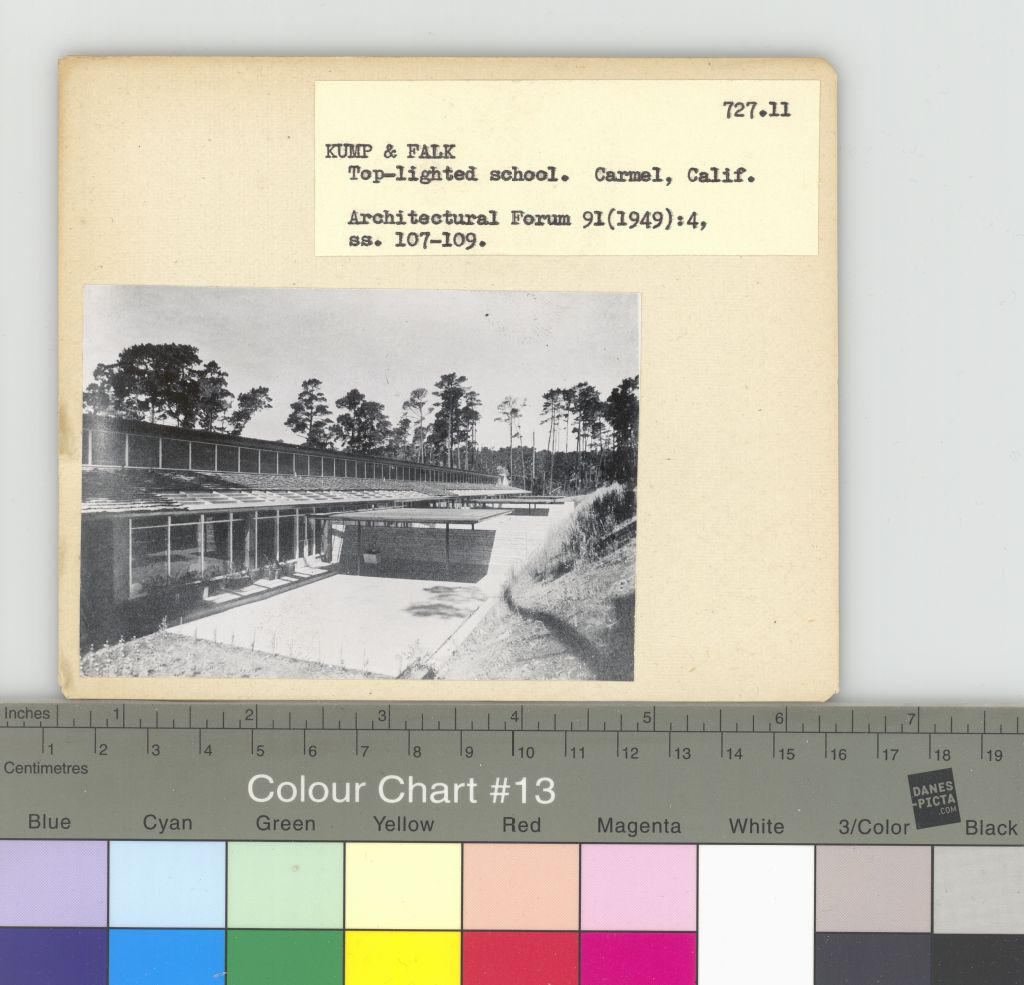 727.11
KUMP & FALK
Top-lighted school. Carmel, Calif.
Architectural Forum 91(1949):4,
ss. 107-109.
Inches 1 2 3 4 5 6 7
1 2 3 4 5 6 7 8 9 10 11 12 13 14 15 16 17 18 19
Centimetres
Colour Chart #13
DANES
-PICTA
.COM
Blue Cyan Green Yellow Red Magenta White 3/Color Black